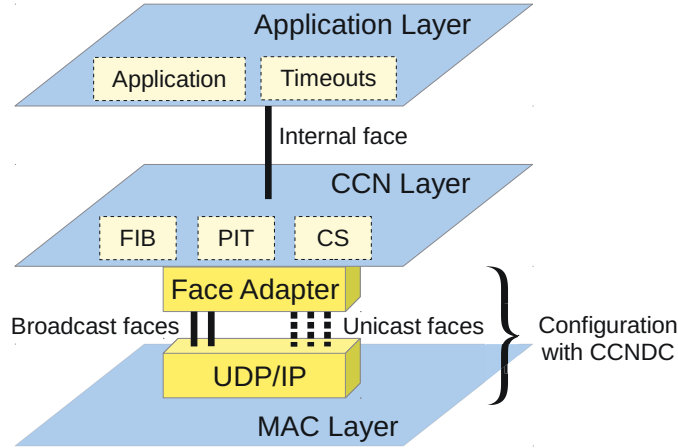 Application Layer
Application
Timeouts
Internal face
CCN Layer
FIB
PIT
CS
Face Adapter
Broadcast faces
Unicast faces
Configuration
with CCNDC
UDP/IP
MAC Layer